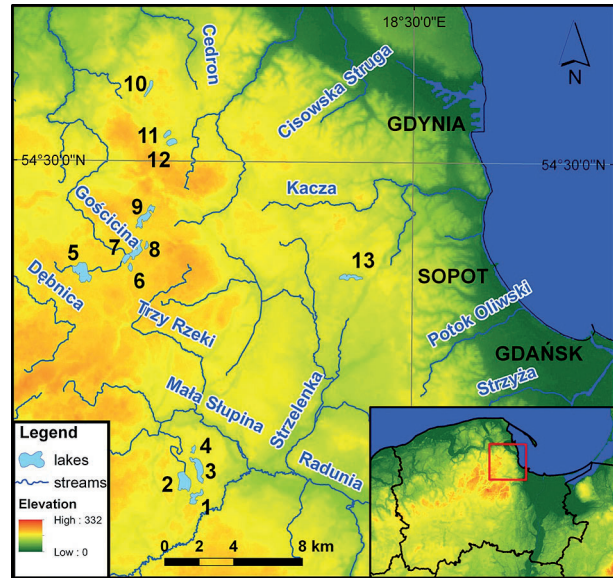 18°30'0"E
Cedron
10
Cisowska Struga
N
GDYNIA
11
54°30'0"N
12
54°30'0"N
Kacza
Gościcina
9
13
7
8
5
6
SOPOT
Dębnica
Trzy Rzeki
Potok Oliwski
GDAŃSK
Mała Słupina
Strzelenka
Strzyża
Legend
lakes
streams
Elevation
High : 332
Low : 0
4
3
2
1
Radunia
0 2 4 8 km